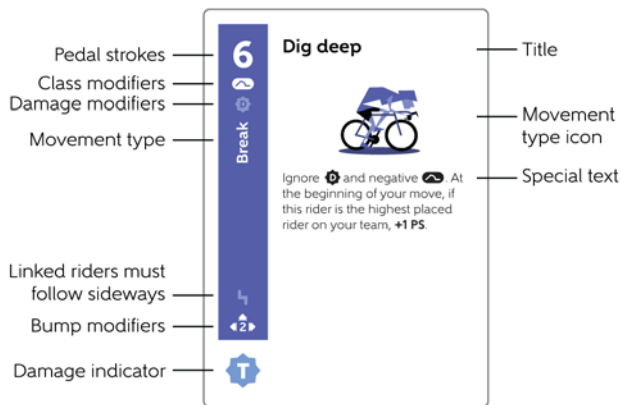 Pedal strokes
Class modifiers
Damage modifiers
Movement type
Linked riders must
follow sideways
Bump modifiers
Damage indicator
6
D
Break
2
T
Dig deep
Ignore D and negative . At
the beginning of your move, if
this rider is the highest placed
rider on your team, +1 PS.
Title
Movement
type icon
Special text